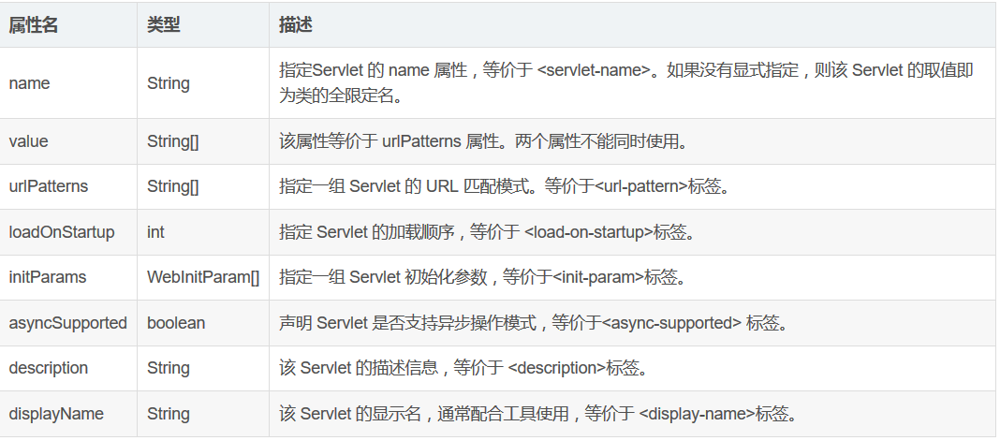 属性名 类型 描述
name String 指定Servlet 的 name 属性，等价于 <servlet-name>。如果没有显式指定，则该 Servlet 的取值即
为类的全限定名。
value String[] 该属性等价于 urlPatterns 属性。两个属性不能同时使用。
urlPatterns String[] 指定一组 Servlet 的 URL 匹配模式。等价于<url-pattern>标签。
loadOnStartup int 指定 Servlet 的加载顺序，等价于 <load-on-startup>标签。
initParams WebInitParam[] 指定一组 Servlet 初始化参数，等价于<init-param>标签。
asyncSupported boolean 声明 Servlet 是否支持异步操作模式，等价于<async-supported> 标签。
description String 该 Servlet 的描述信息，等价于 <description>标签。
displayName String 该 Servlet 的显示名，通常配合工具使用，等价于 <display-name>标签。